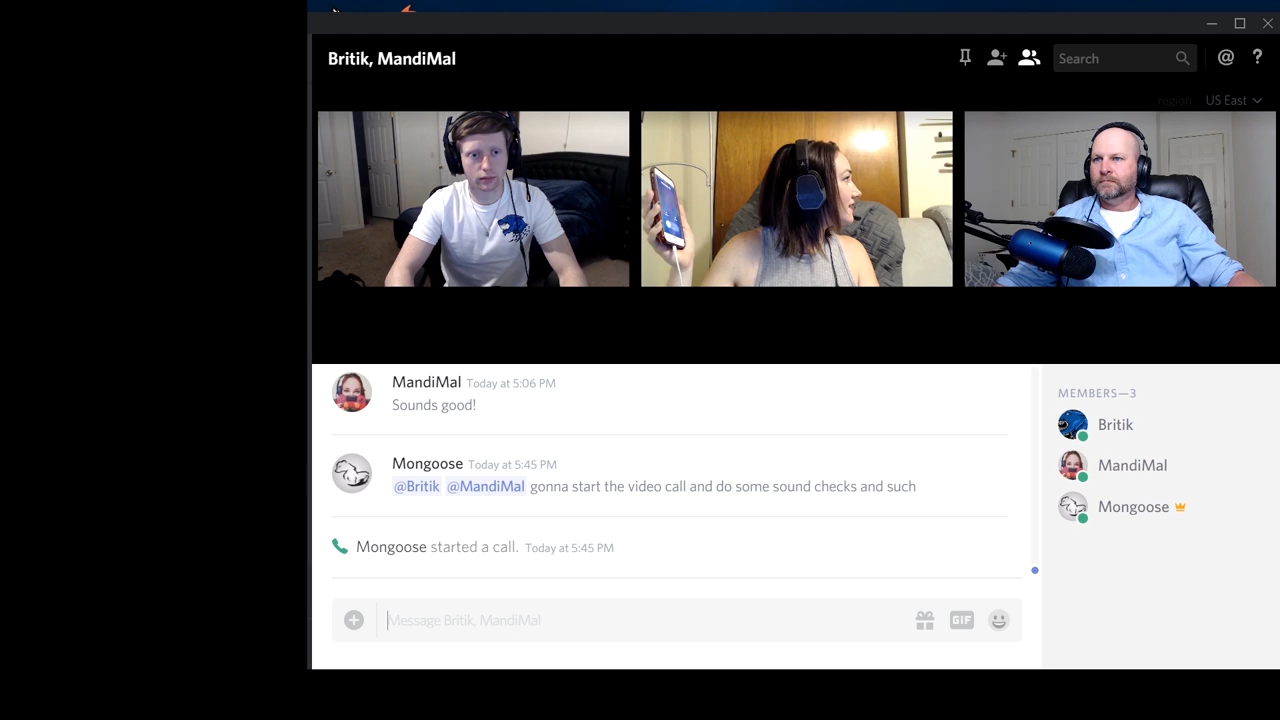 Britik, MandiMal
Search
@ ?
region US East
MandiMal Today at 5:06 PM
Sounds good!
Mongoose Today at 5:45 PM
@Britik @MandiMal gonna start the video call and do some sound checks and such
Mongoose started a call. Today at 5:45 PM
Message Britik, MandiMal
GIF
MEMBERS—3
Britik
MandiMal
Mongoose